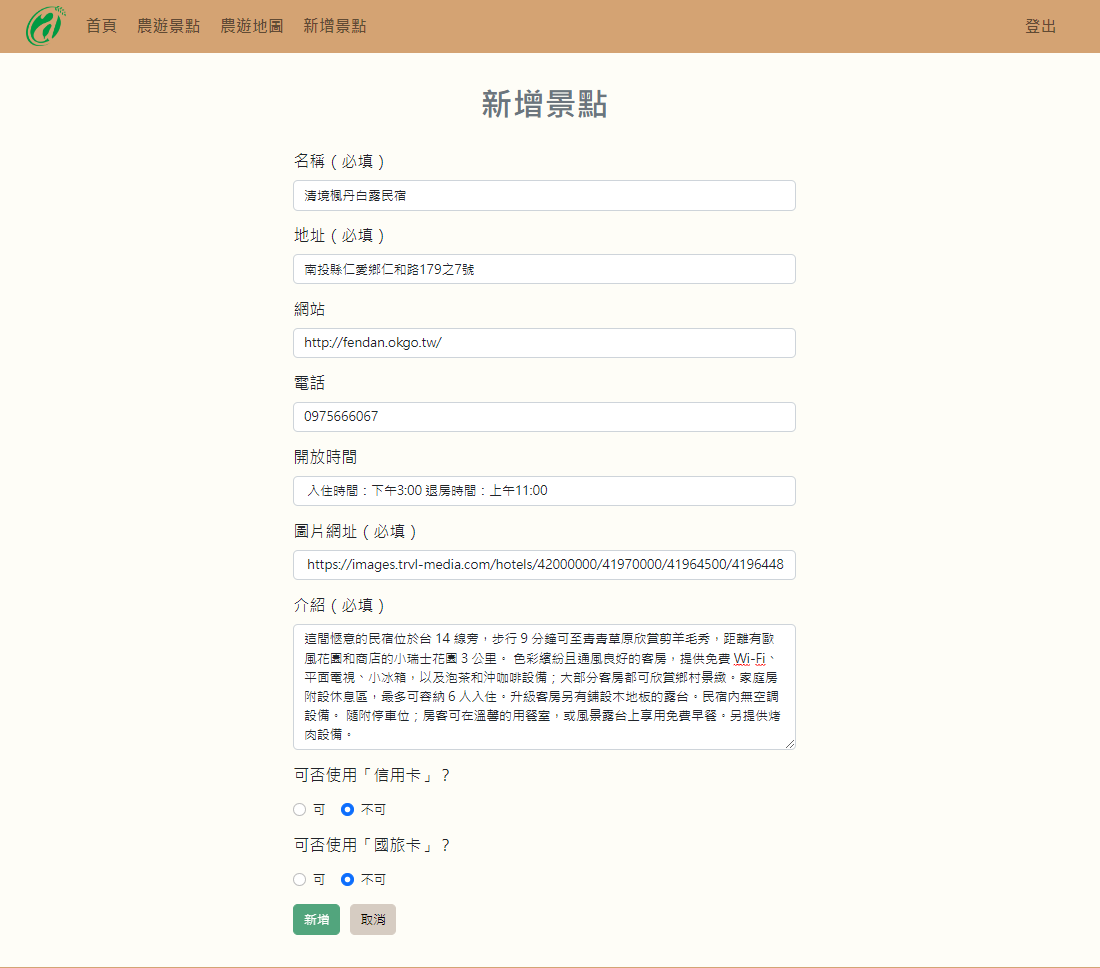 首頁 農遊景點 農遊地圖 新增景點 登出
新增景點
名稱（必填）
清境楓丹白露民宿
地址（必填）
南投縣仁愛鄉仁和路179之7號
網站
http://fendan.okgo.tw/
電話
0975666067
開放時間
入住時間：下午3:00 退房時間：上午11:00
圖片網址（必填）
https://images.trvl-media.com/hotels/42000000/41970000/41964500/4196448
介紹（必填）
這間愜意的民宿位於台 14 線旁，步行 9 分鐘可至青青草原欣賞剪羊毛秀，距離有歐
風花園和商店的小瑞士花園 3 公里。 色彩繽紛且通風良好的客房，提供免費 Wi-Fi、
平面電視、小冰箱，以及泡茶和沖咖啡設備；大部分客房都可欣賞鄉村景緻。家庭房
附設休息區，最多可容納 6 人入住。升級客房另有鋪設木地板的露台。民宿內無空調
設備。 隨附停車位；房客可在溫馨的用餐室，或風景露台上享用免費早餐。另提供烤
肉設備。
可否使用「信用卡」？
可 不可
可否使用「國旅卡」？
可 不可
新增 取消